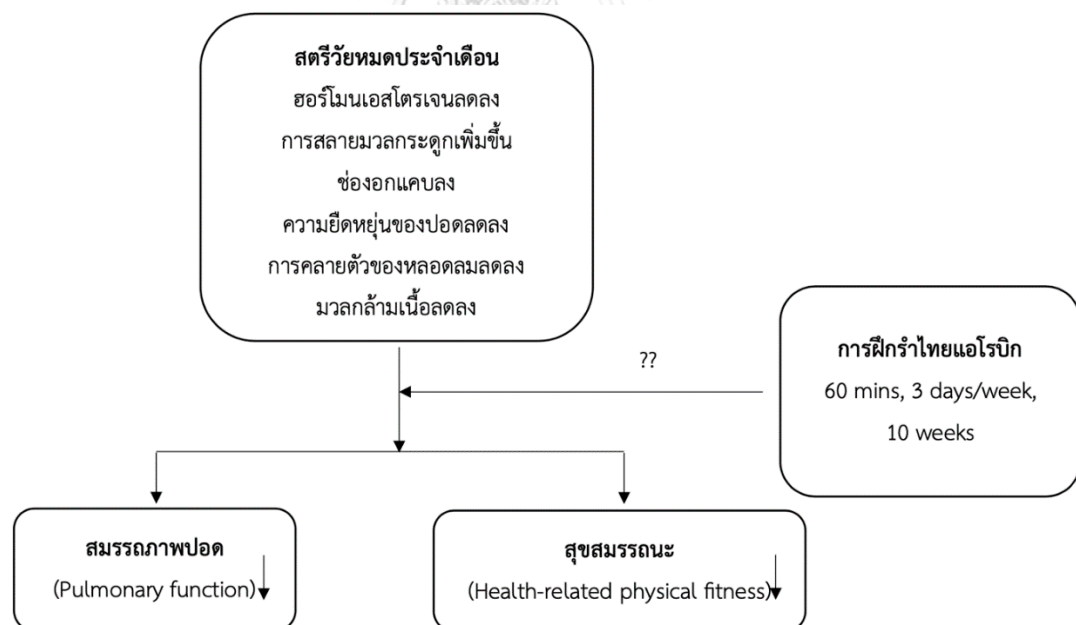 สตรีวัยหมดประจำเดือน
ฮอร์โมนเอสโตรเจนลดลง
การสลายมวลกระดูกเพิ่มขึ้น
ช่องอกแคบลง
ความยืดหยุ่นของปอดลดลง
การคลายตัวของหลอดลมลดลง
มวลกล้ามเนื้อลดลง
??
การฝึกรำไทยแอโรบิก
60 mins, 3 days/week,
10 weeks
สมรรถภาพปอด
(Pulmonary function)
สุขสมรรถนะ
(Health-related physical fitness)